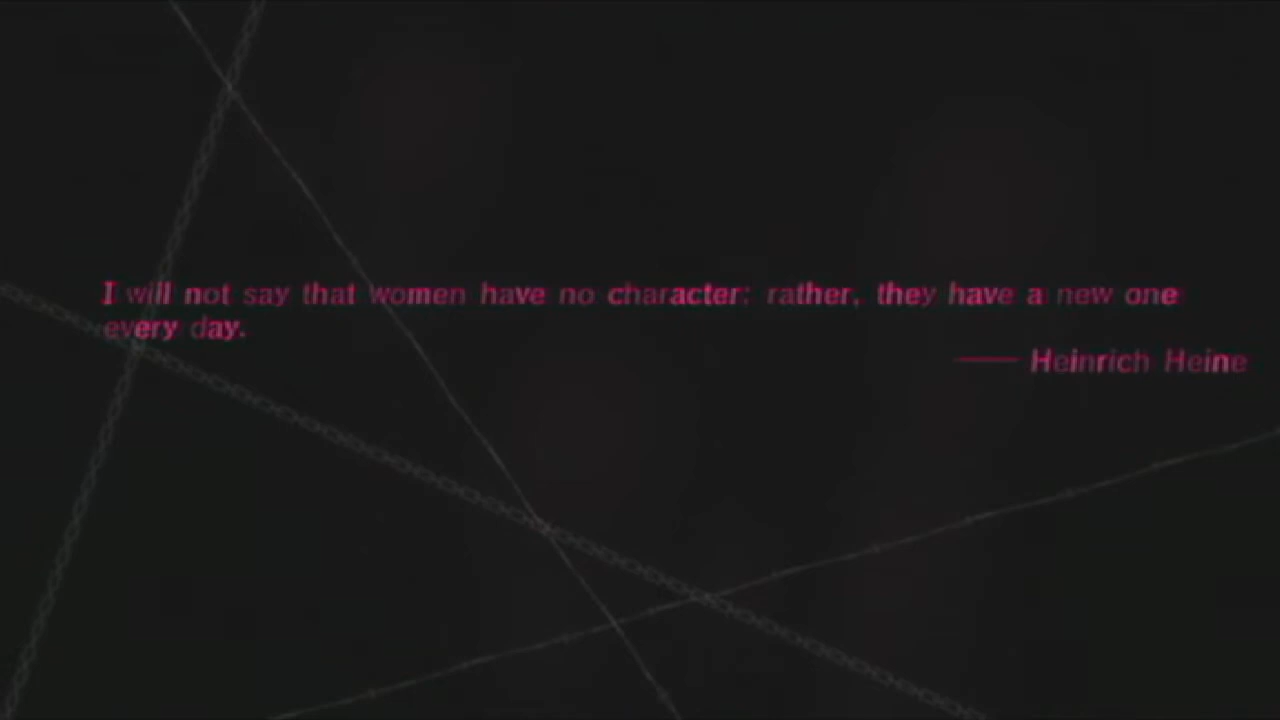 I will not say that women have no character; rather, they have a new one
every day.
—— Heinrich Heine